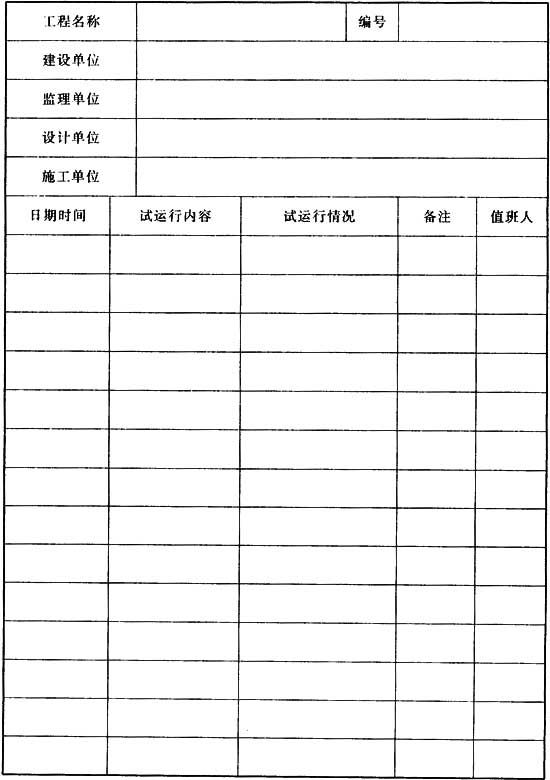 工程名称 编号
建设单位
监理单位
设计单位
施工单位
日期时间 试运行内容 试运行情况 备注 值班人